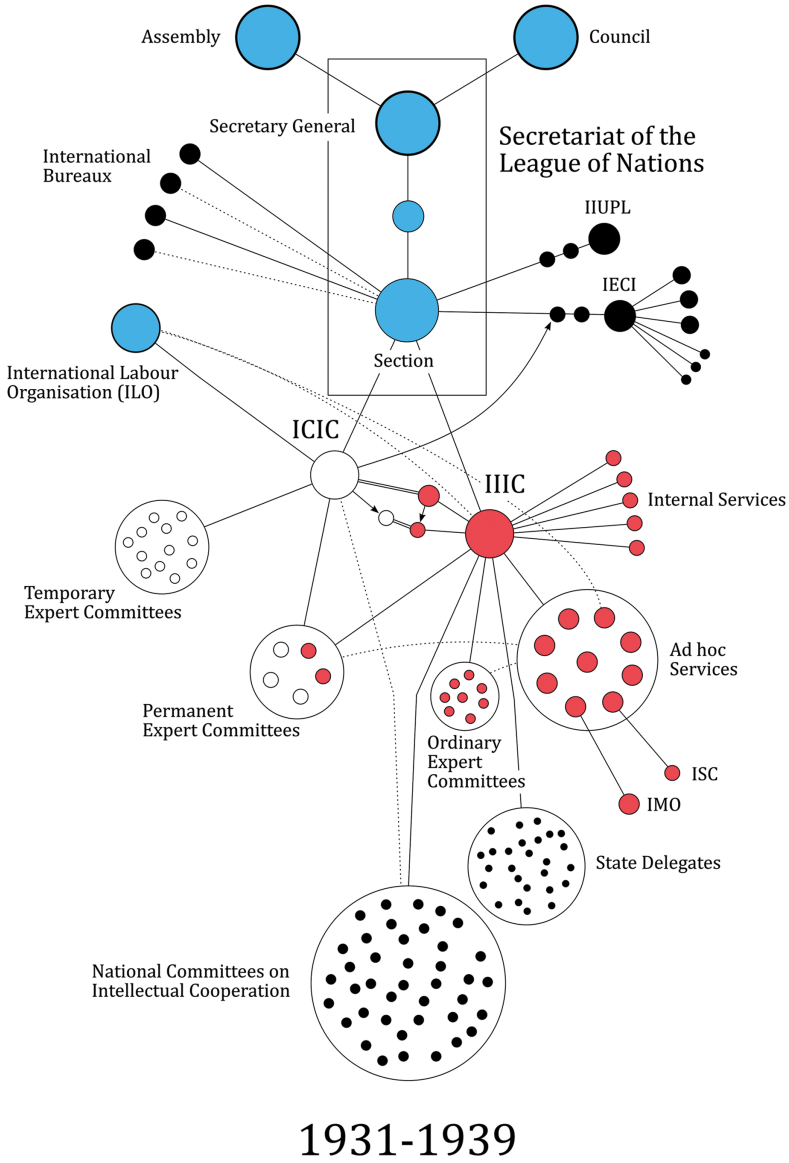 Assembly
Council
Secretary General
Secretariat of the
League of Nations
International
Bureaux
IIUPL
IECI
Section
International Labour
Organisation (ILO)
ICIC
IIIC
Internal Services
Temporary
Expert Committees
Ad hoc
Services
Permanent
Expert Committees
Ordinary
Expert
Committees
ISC
IMO
State Delegates
National Committees on
Intellectual Cooperation
1931-1939